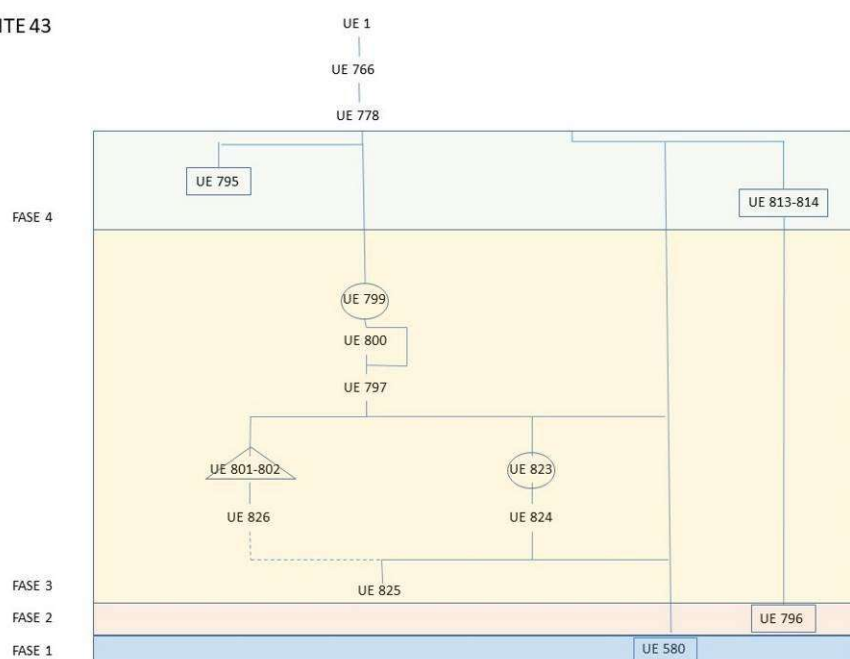 ITE 43
UE 1
UE 766
UE 778
UE 795
UE 813-814
FASE 4
UE 799
UE 800
UE 797
UE 801-802
UE 823
UE 826
UE 824
FASE 3
UE 825
FASE 2
UE 796
FASE 1
UE 580